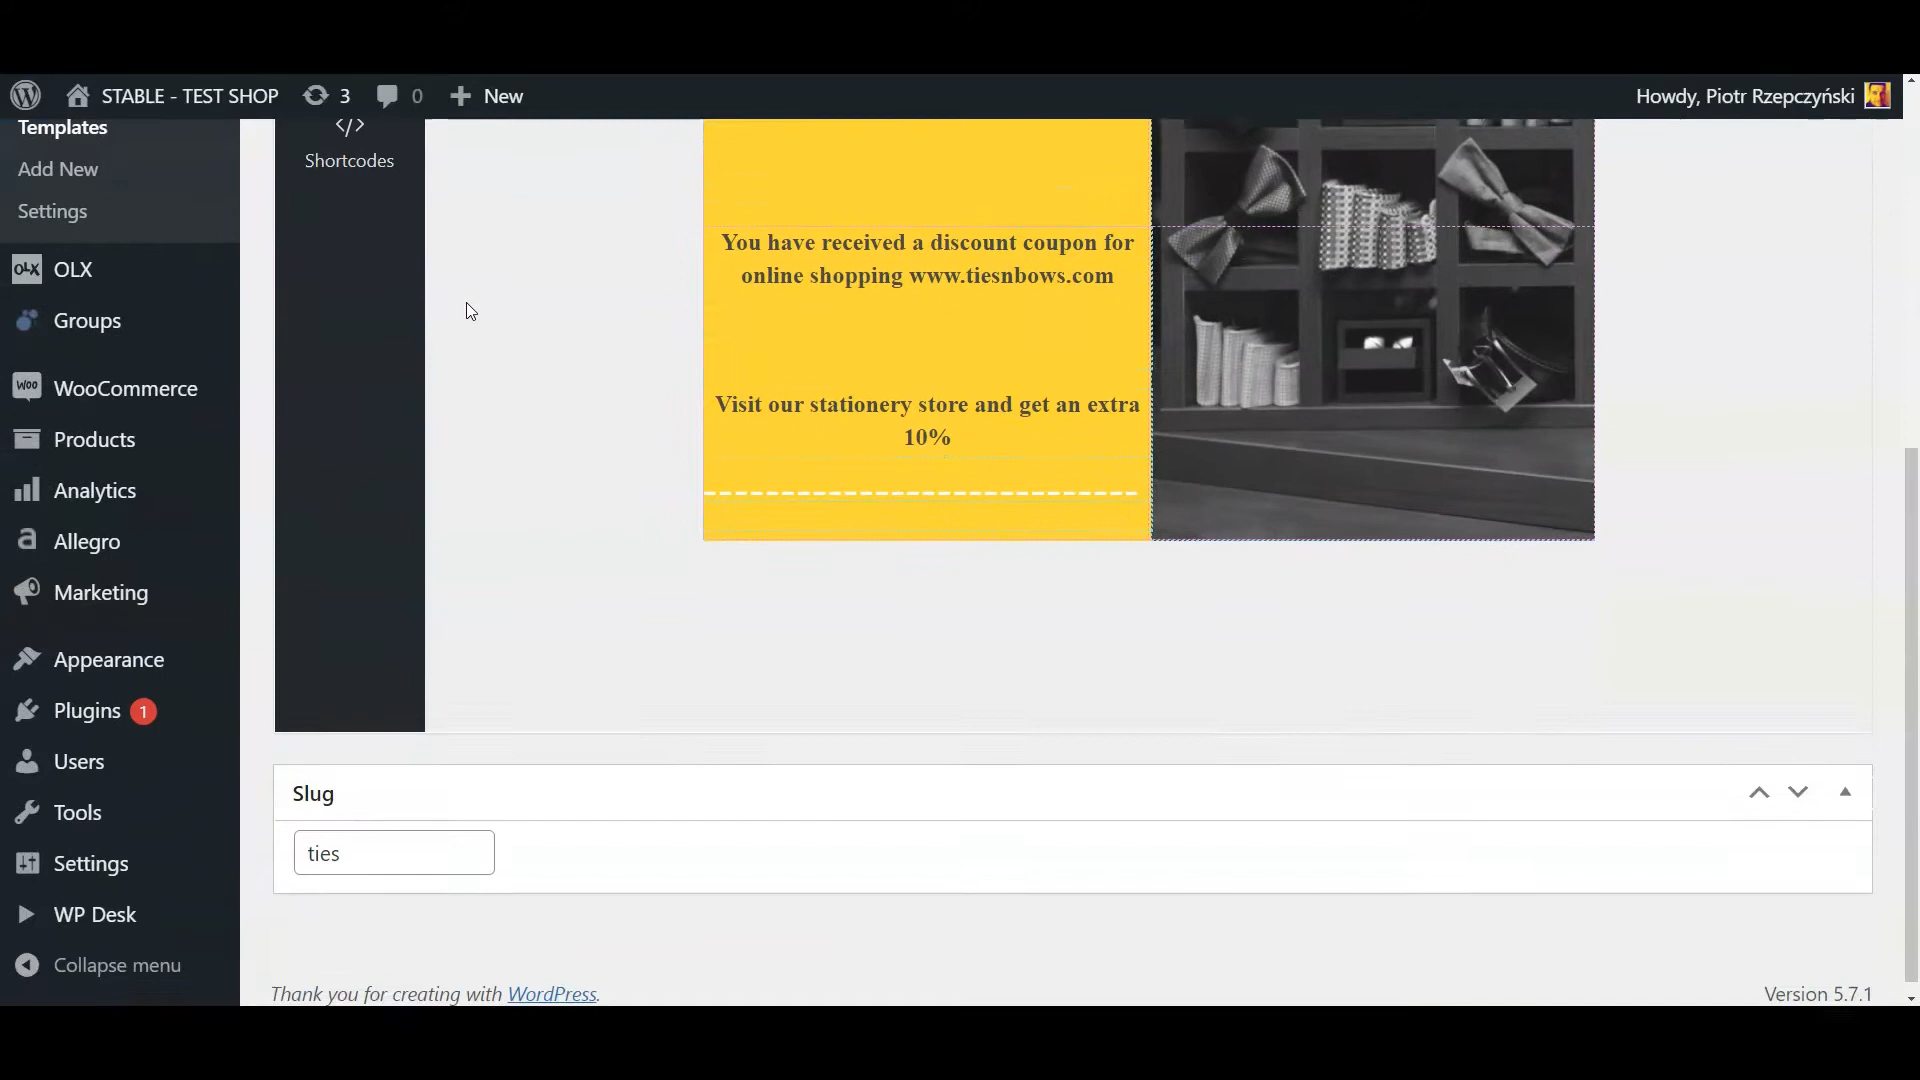 STABLE - TEST SHOP 3 0 New Howdy, Piotr Rzepczyński
Templates
Add New
Settings
OLX OLX
Groups
Woo WooCommerce
Products
Analytics
a Allegro
Marketing
Appearance
Plugins 1
Users
Tools
Settings
WP Desk
Collapse menu
</> Shortcodes
You have received a discount coupon for
online shopping www.tiesnbows.com
Visit our stationery store and get an extra
10%
Slug
ties
Thank you for creating with WordPress.
Version 5.7.1